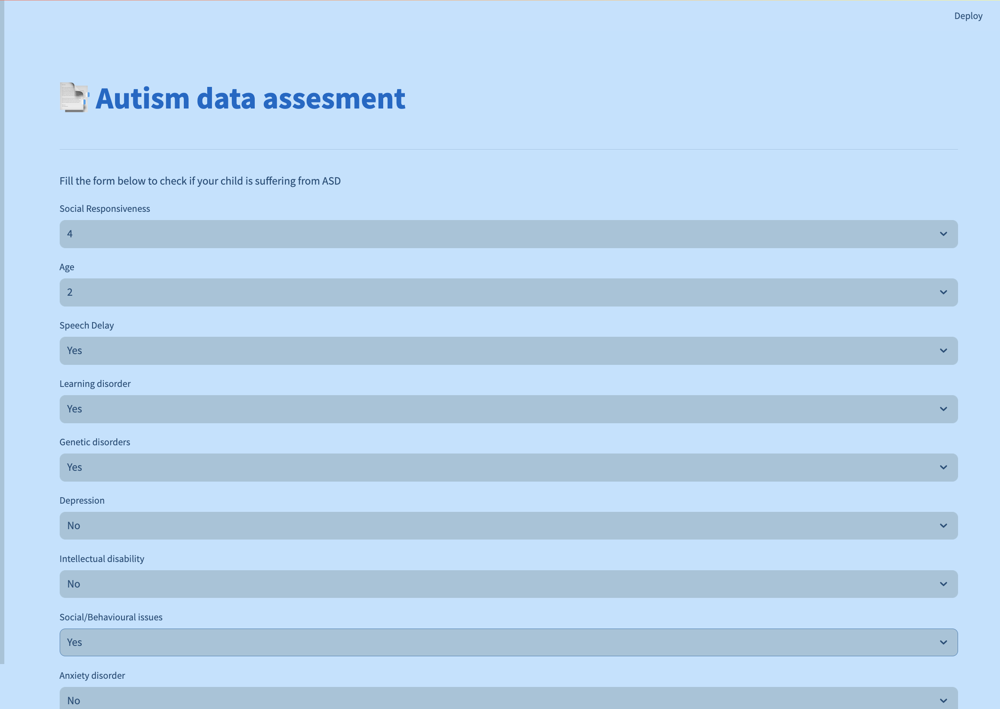 Deploy
Autism data assesment
Fill the form below to check if your child is suffering from ASD
Social Responsiveness
4
Age
2
Speech Delay
Yes
Learning disorder
Yes
Genetic disorders
Yes
Depression
No
Intellectual disability
No
Social/Behavioural issues
Yes
Anxiety disorder
No